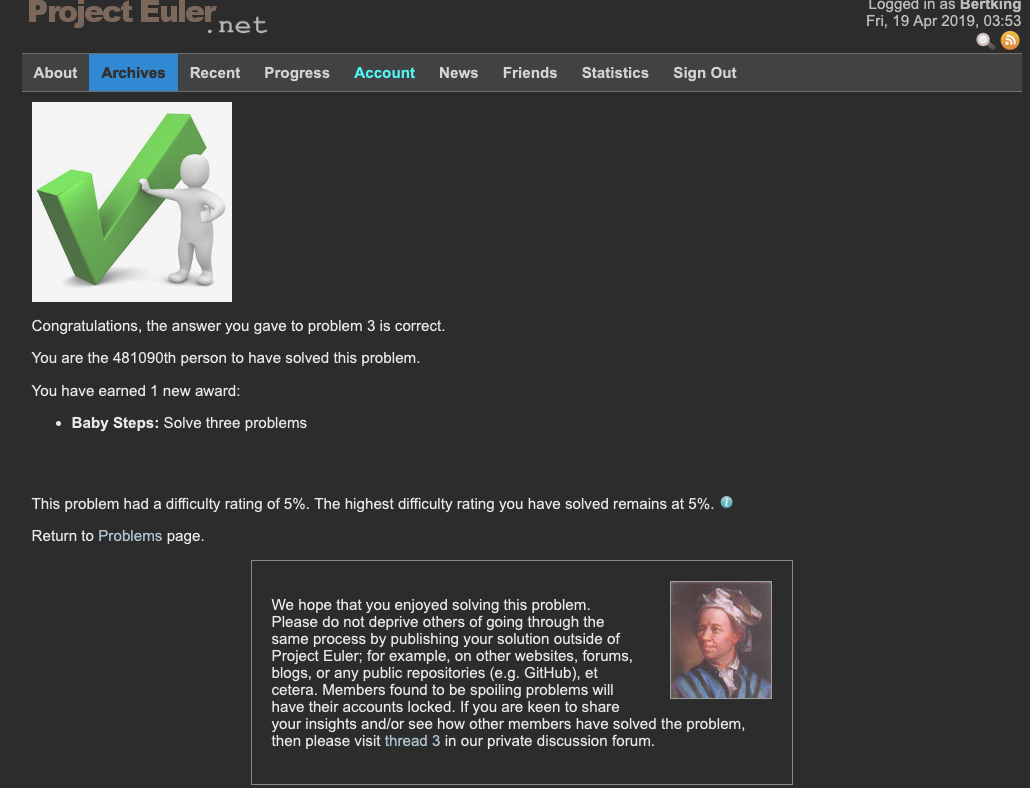 Project Euler
.net
Logged in as Bertking
Fri, 19 Apr 2019, 03:53
About Archives Recent Progress Account News Friends Statistics Sign Out
Congratulations, the answer you gave to problem 3 is correct.
You are the 481090th person to have solved this problem.
You have earned 1 new award:
• Baby Steps: Solve three problems
This problem had a difficulty rating of 5%. The highest difficulty rating you have solved remains at 5%.
Return to Problems page.
We hope that you enjoyed solving this problem.
Please do not deprive others of going through the
same process by publishing your solution outside of
Project Euler; for example, on other websites, forums,
blogs, or any public repositories (e.g. GitHub), et
cetera. Members found to be spoiling problems will
have their accounts locked. If you are keen to share
your insights and/or see how other members have solved the problem,
then please visit thread 3 in our private discussion forum.